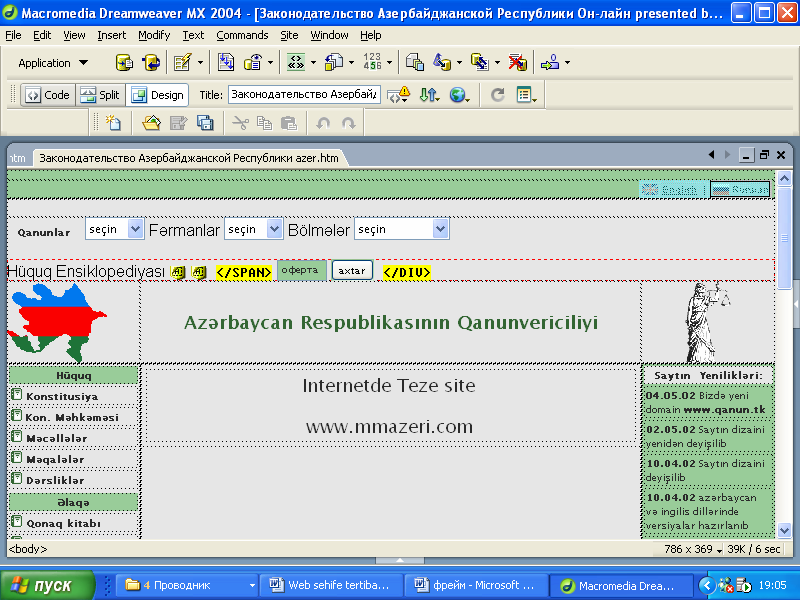 Macromedia Dreamweaver MX 2004 - [Законодательство Азербайджанской Республики Он-лайн presented b...
File Edit View Insert Modify Text Commands Site Window Help
Application
Code Split Design Title: Законодательство Азербайд
htm Законодательство Азербайджанской Республики azer.htm
English | Russian
Qanunlar seçin Fərmanlar seçin Bölmələr seçin
Hüquq Ensiklopediyası </SPAN> оферта axtar </DIV>
Azərbaycan Respublikasının Qanunvericiliyi
Hüquq
Konstitusiya
Kon. Məhkəməsi
Məcəllələr
Məqalələr
Dərsliklər
Əlaqə
Qonaq kitabı
Internetde Teze site
www.mmazeri.com
Saytın Yenilikləri:
04.05.02 Bizdə yeni
domain www.qanun.tk
02.05.02 Saytın dizaini
yenidən deyişilib
10.04.02 Saytın dizaini
deyişilib
10.04.02 azərbaycan
və ingilis dillərinde
versiyalar hazırlanıb
<body> 786 x 369 39K / 6 sec
пуск 4 Проводник Web sehife tertiba... фрейм - Microsoft ... Macromedia Drea... 19:05